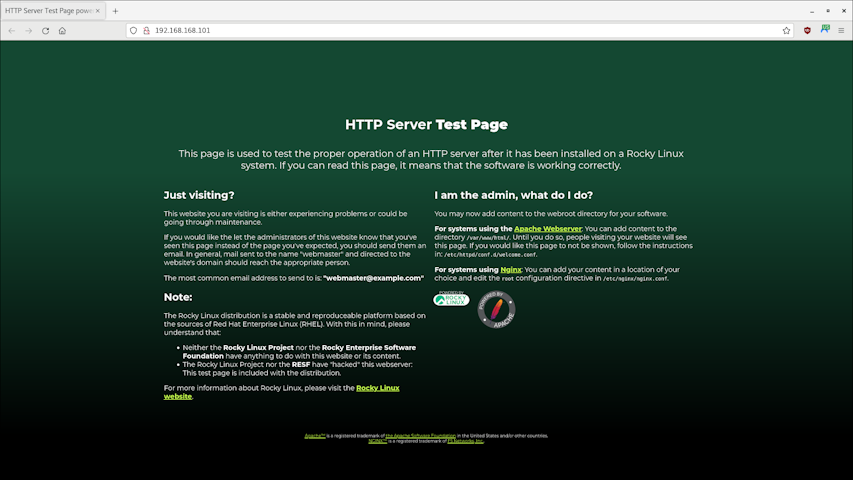 HTTP Server Test Page pow
192.168.168.101
HTTP Server Test Page
This page is used to test the proper operation of an HTTP server after it has been installed on a Rocky Linux
system. If you can read this page, it means that the software is working correctly.
Just visiting?
This website you are visiting is either experiencing problems or could be
going through maintenance.
If you would like the let the administrators of this website know that you've
seen this page instead of the page you've expected, you should send them an
email. In general, mail sent to the name "webmaster" and directed to the
website's domain should reach the appropriate person.
The most common email address to send to is: "webmaster@example.com"
Note:
The Rocky Linux distribution is a stable and reproduceable platform based on
the sources of Red Hat Enterprise Linux (RHEL). With this in mind, please
understand that:
• Neither the Rocky Linux Project nor the Rocky Enterprise Software
Foundation have anything to do with this website or its content.
• The Rocky Linux Project nor the RESF have "hacked" this webserver:
This test page is included with the distribution.
For more information about Rocky Linux, please visit the Rocky Linux
website.
I am the admin, what do I do?
You may now add content to the webroot directory for your software.
For systems using the Apache Webserver: You can add content to the
directory /var/www/html/. Until you do so, people visiting your website will see
this page. If you would like this page to not be shown, follow the instructions
in: /etc/httpd/conf.d/welcome.conf.
For systems using Nginx: You can add your content in a location of your
choice and edit the root configuration directive in /etc/nginx/nginx.conf.
POWERED BY
ROCKY
LINUX
POWERED BY
APACHE
Apache™ is a registered trademark of the Apache Software Foundation in the United States and/or other countries.
NGINX™ is a registered trademark of F5 Networks, Inc.